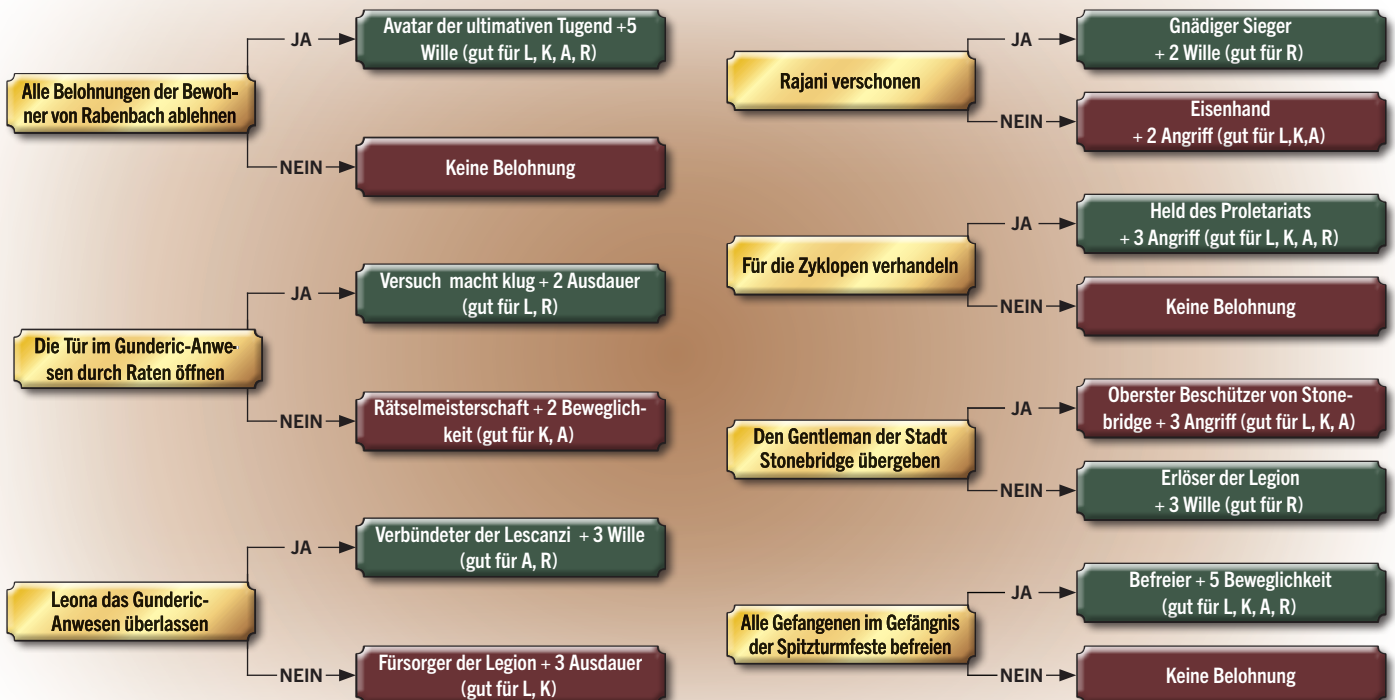 Alle Belohnungen der Bewoh-
ner von Rabenbach ablehnen
JA
Avatar der ultimativen Tugend +5
Wille (gut für L, K, A, R)
NEIN
Keine Belohnung
Die Tür im Gunderic-Anwe-
sen durch Raten öffnen
JA
Versuch macht klug + 2 Ausdauer
(gut für L, R)
NEIN
Rätselmeisterschaft + 2 Beweglich-
keit (gut für K, A)
Leona das Gunderic-
Anwesen überlassen
JA
Verbündeter der Lescanzi + 3 Wille
(gut für A, R)
NEIN
Fürsorger der Legion + 3 Ausdauer
(gut für L, K)
Rajani verschonen
JA
Gnädiger Sieger
+ 2 Wille (gut für R)
NEIN
Eisenhand
+ 2 Angriff (gut für L,K,A)
Für die Zyklopen verhandeln
JA
Held des Proletariats
+ 3 Angriff (gut für L, K, A, R)
NEIN
Keine Belohnung
Den Gentleman der Stadt
Stonebridge übergeben
JA
Oberster Beschützer von Stone-
bridge + 3 Angriff (gut für L, K, A)
NEIN
Erlöser der Legion
+ 3 Wille (gut für R)
Alle Gefangenen im Gefängnis
der Spitzturmfeste befreien
JA
Befreier + 5 Beweglichkeit
(gut für L, K, A, R)
NEIN
Keine Belohnung